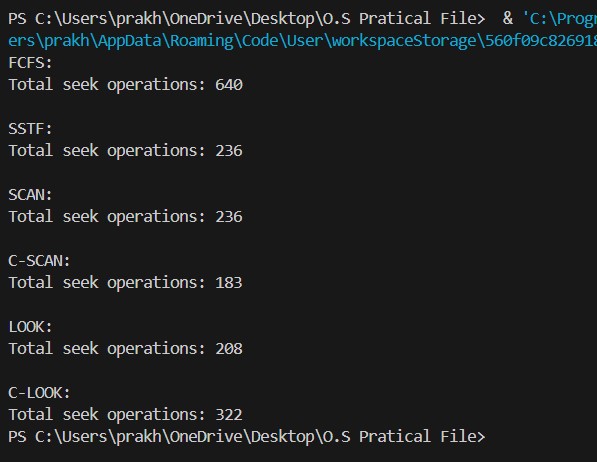 PS C:\Users\prakh\OneDrive\Desktop\O.S Pratical File>  & 'C:\Progr
ers\prakh\AppData\Roaming\Code\User\workspaceStorage\560f09c826918
FCFS:
Total seek operations: 640
SSTF:
Total seek operations: 236
SCAN:
Total seek operations: 236
C-SCAN:
Total seek operations: 183
LOOK:
Total seek operations: 208
C-LOOK:
Total seek operations: 322
PS C:\Users\prakh\OneDrive\Desktop\O.S Pratical File>